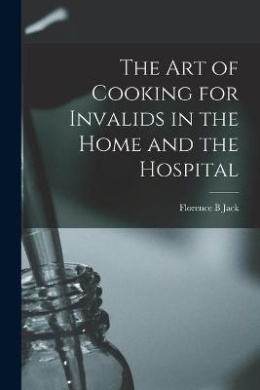 The Art of
Cooking for
Invalids in the
Home and the
Hospital
Florence B Jack